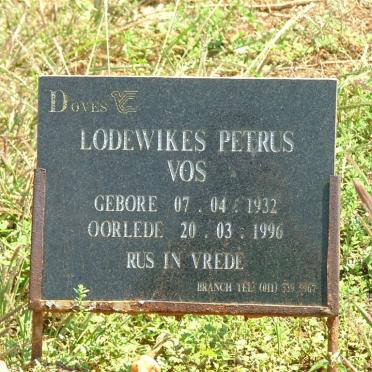 DOVES
LODEWIKES PETRUS
VOS
GEBORE 07 . 04 . 1932
OORLEDE 20 . 03 . 1996
RUS IN VREDE
BRANCH TEL: (011)